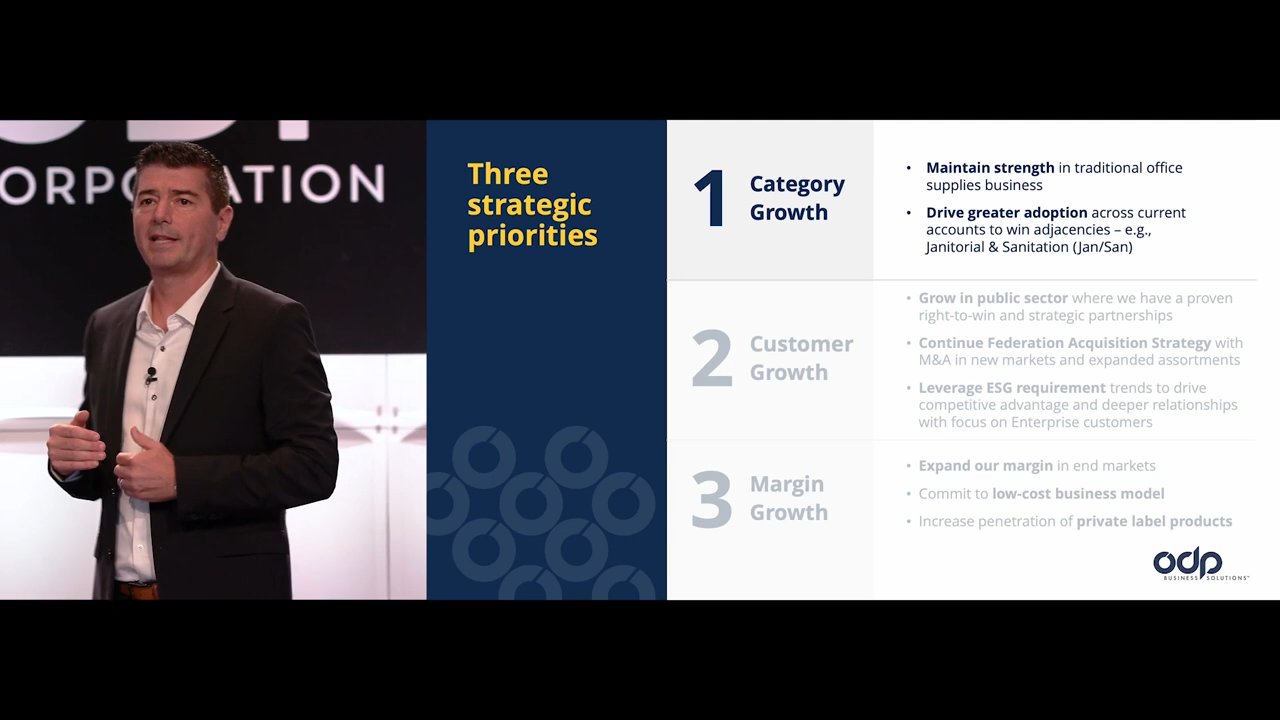 ORPORATION
Three
strategic
priorities
1
Category
Growth
• Maintain strength in traditional office
supplies business
• Drive greater adoption across current
accounts to win adjacencies – e.g.,
Janitorial & Sanitation (Jan/San)
2
Customer
Growth
• Grow in public sector where we have a proven
right-to-win and strategic partnerships
• Continue Federation Acquisition Strategy with
M&A in new markets and expanded assortments
• Leverage ESG requirement trends to drive
competitive advantage and deeper relationships
with focus on Enterprise customers
3
Margin
Growth
• Expand our margin in end markets
• Commit to low-cost business model
• Increase penetration of private label products
odp
BUSINESS SOLUTIONS™